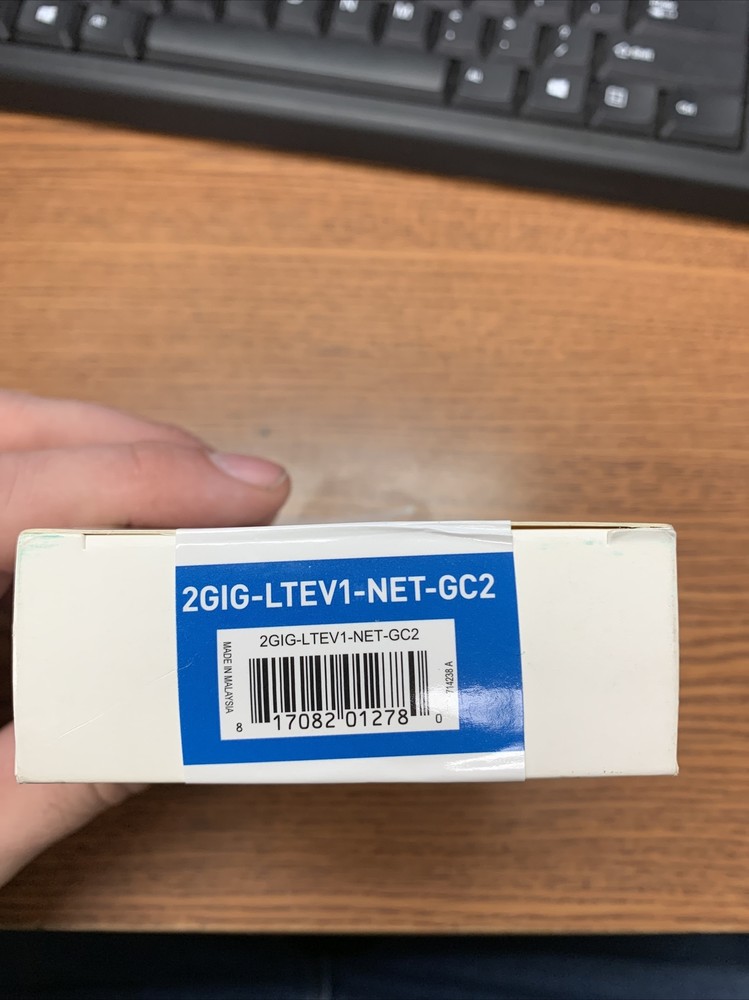 N M
2GIG-LTEV1-NET-GC2
2GIG-LTEV1-NET-GC2
MADE IN MALAYSIA
714238 A
8 17082 01278 0